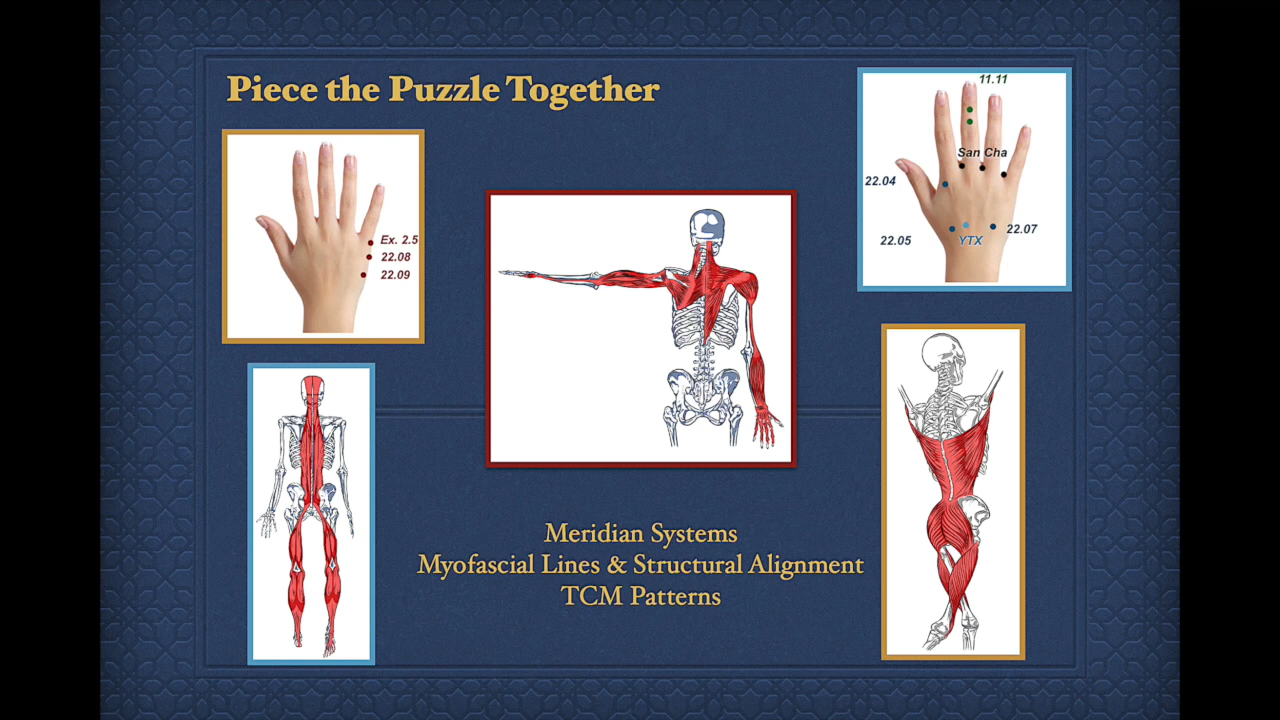 Piece the Puzzle Together
Ex. 2.5
22.08
22.09
11.11
San Cha
22.04
22.07
22.05
YTX
Meridian Systems
Myofascial Lines & Structural Alignment
TCM Patterns